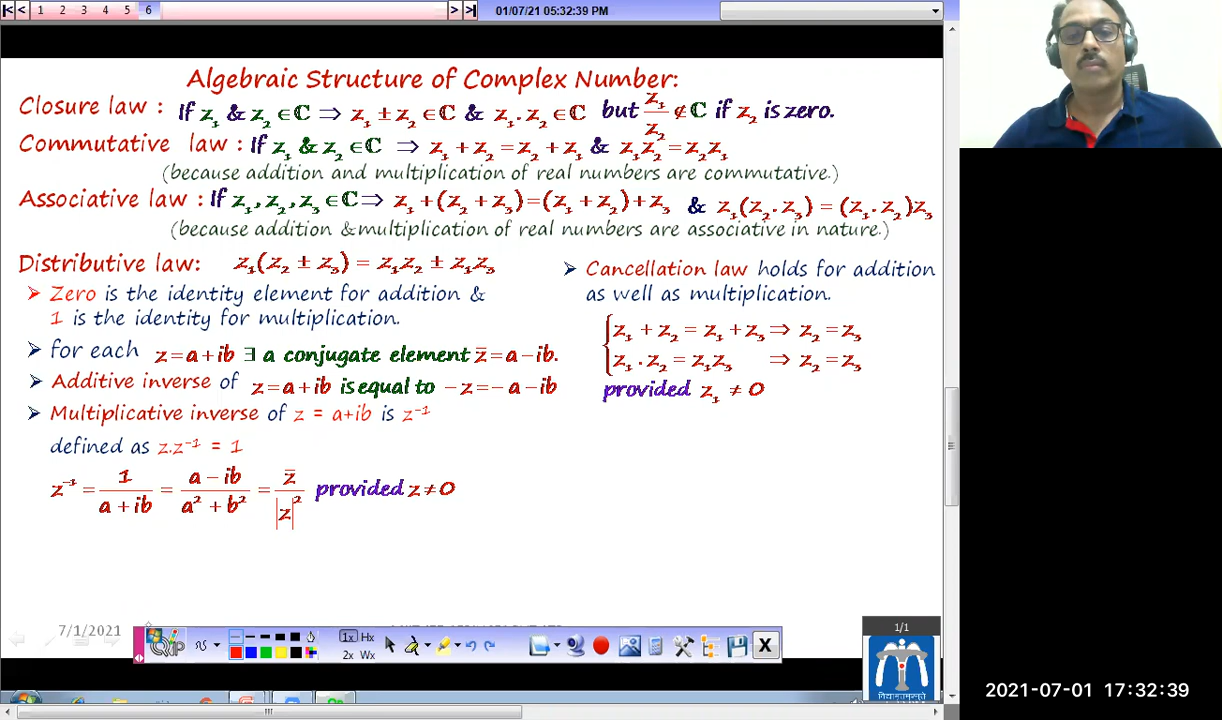 1 2 3 4 5 6 01/07/21 05:32:39 PM
Algebraic Structure of Complex Number:
Closure law : If z₁ & z₂ ∈ ℂ ⇒ z₁ ± z₂ ∈ ℂ & z₁.z₂ ∈ ℂ but z₁/z₂ ∉ ℂ if z₂ is zero.
Commutative law : If z₁ & z₂ ∈ ℂ ⇒ z₁ + z₂ = z₂ + z₁ & z₁z₂ = z₂z₁
(because addition and multiplication of real numbers are commutative.)
Associative law : If z₁, z₂, z₃ ∈ ℂ ⇒ z₁ + (z₂ + z₃) = (z₁ + z₂) + z₃ & z₁(z₂.z₃) = (z₁.z₂)z₃
(because addition & multiplication of real numbers are associative in nature.)
Distributive law: z₁(z₂ ± z₃) = z₁z₂ ± z₁z₃
➢ Zero is the identity element for addition &
1 is the identity for multiplication.
➢ for each z = a + ib ∃ a conjugate element z̄ = a − ib.
➢ Additive inverse of z = a + ib is equal to −z = −a − ib
➢ Multiplicative inverse of z = a+ib is z⁻¹
defined as z.z⁻¹ = 1
z⁻¹ = 1/(a + ib) = (a − ib)/(a² + b²) = z̄/|z|² provided z ≠ 0
➢ Cancellation law holds for addition
as well as multiplication.
z₁ + z₂ = z₁ + z₃ ⇒ z₂ = z₃
z₁.z₂ = z₁z₃ ⇒ z₂ = z₃
provided z₁ ≠ 0
7/1/2021
1/1
1x Hx
2x Wx
X
2021-07-01 17:32:39